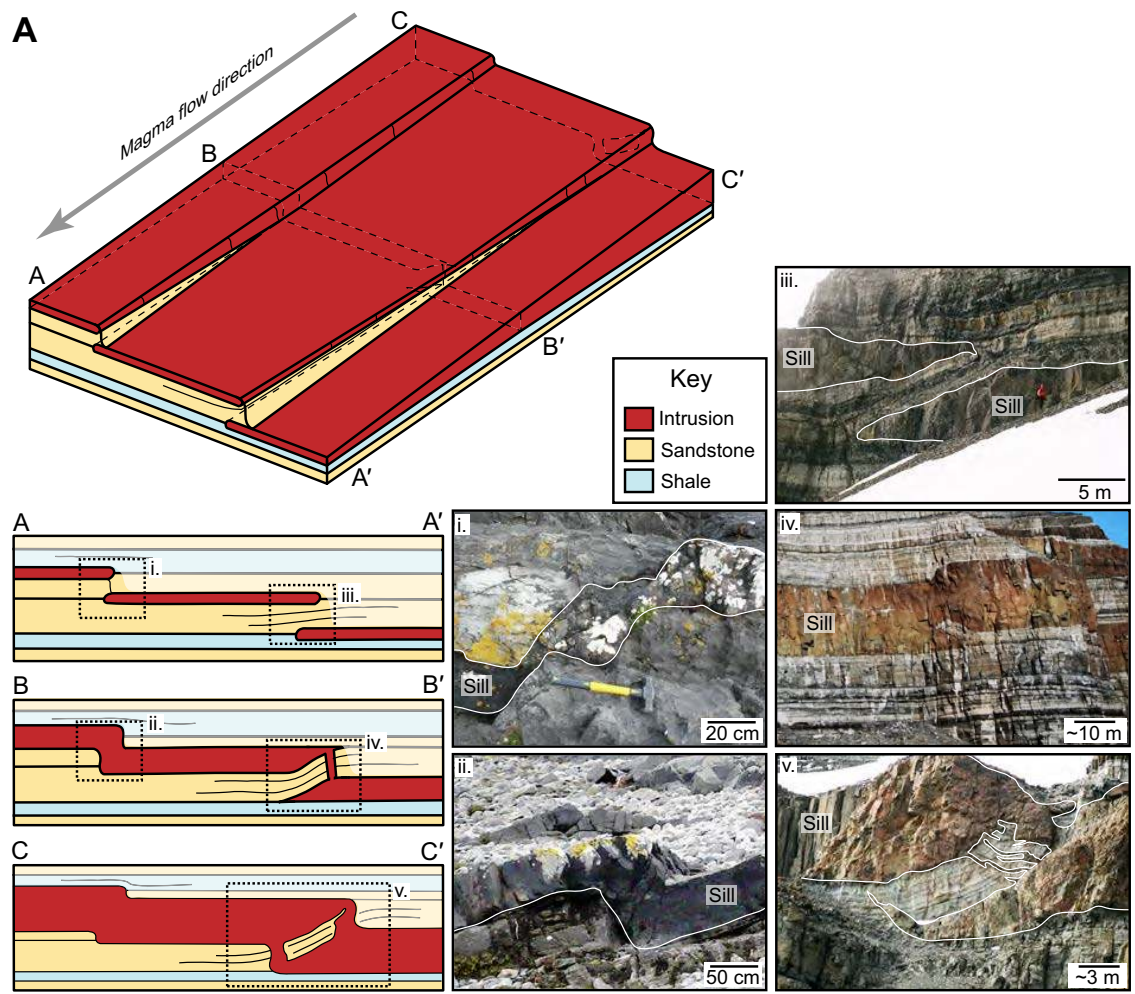 A
Magma flow direction
C
B
C′
A
B′
A′
Key
Intrusion
Sandstone
Shale
iii.
Sill
Sill
5 m
A
A′
i.
iii.
B
B′
ii.
iv.
C
C′
v.
i.
Sill
20 cm
iv.
Sill
~10 m
ii.
Sill
50 cm
v.
Sill
~3 m